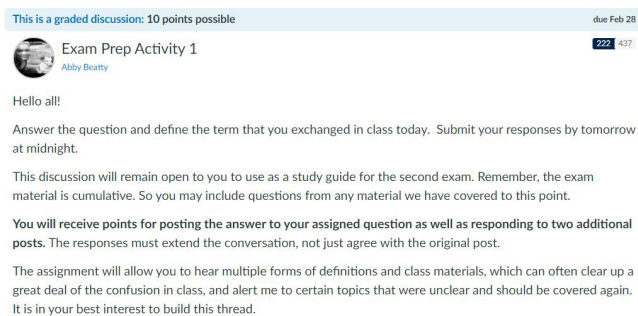 This is a graded discussion: 10 points possible due Feb 28
Exam Prep Activity 1 222 437
Abby Beatty
Hello all!
Answer the question and define the term that you exchanged in class today. Submit your responses by tomorrow
at midnight.
This discussion will remain open to you to use as a study guide for the second exam. Remember, the exam
material is cumulative. So you may include questions from any material we have covered to this point.
You will receive points for posting the answer to your assigned question as well as responding to two additional
posts. The responses must extend the conversation, not just agree with the original post.
The assignment will allow you to hear multiple forms of definitions and class materials, which can often clear up a
great deal of the confusion in class, and alert me to certain topics that were unclear and should be covered again.
It is in your best interest to build this thread.